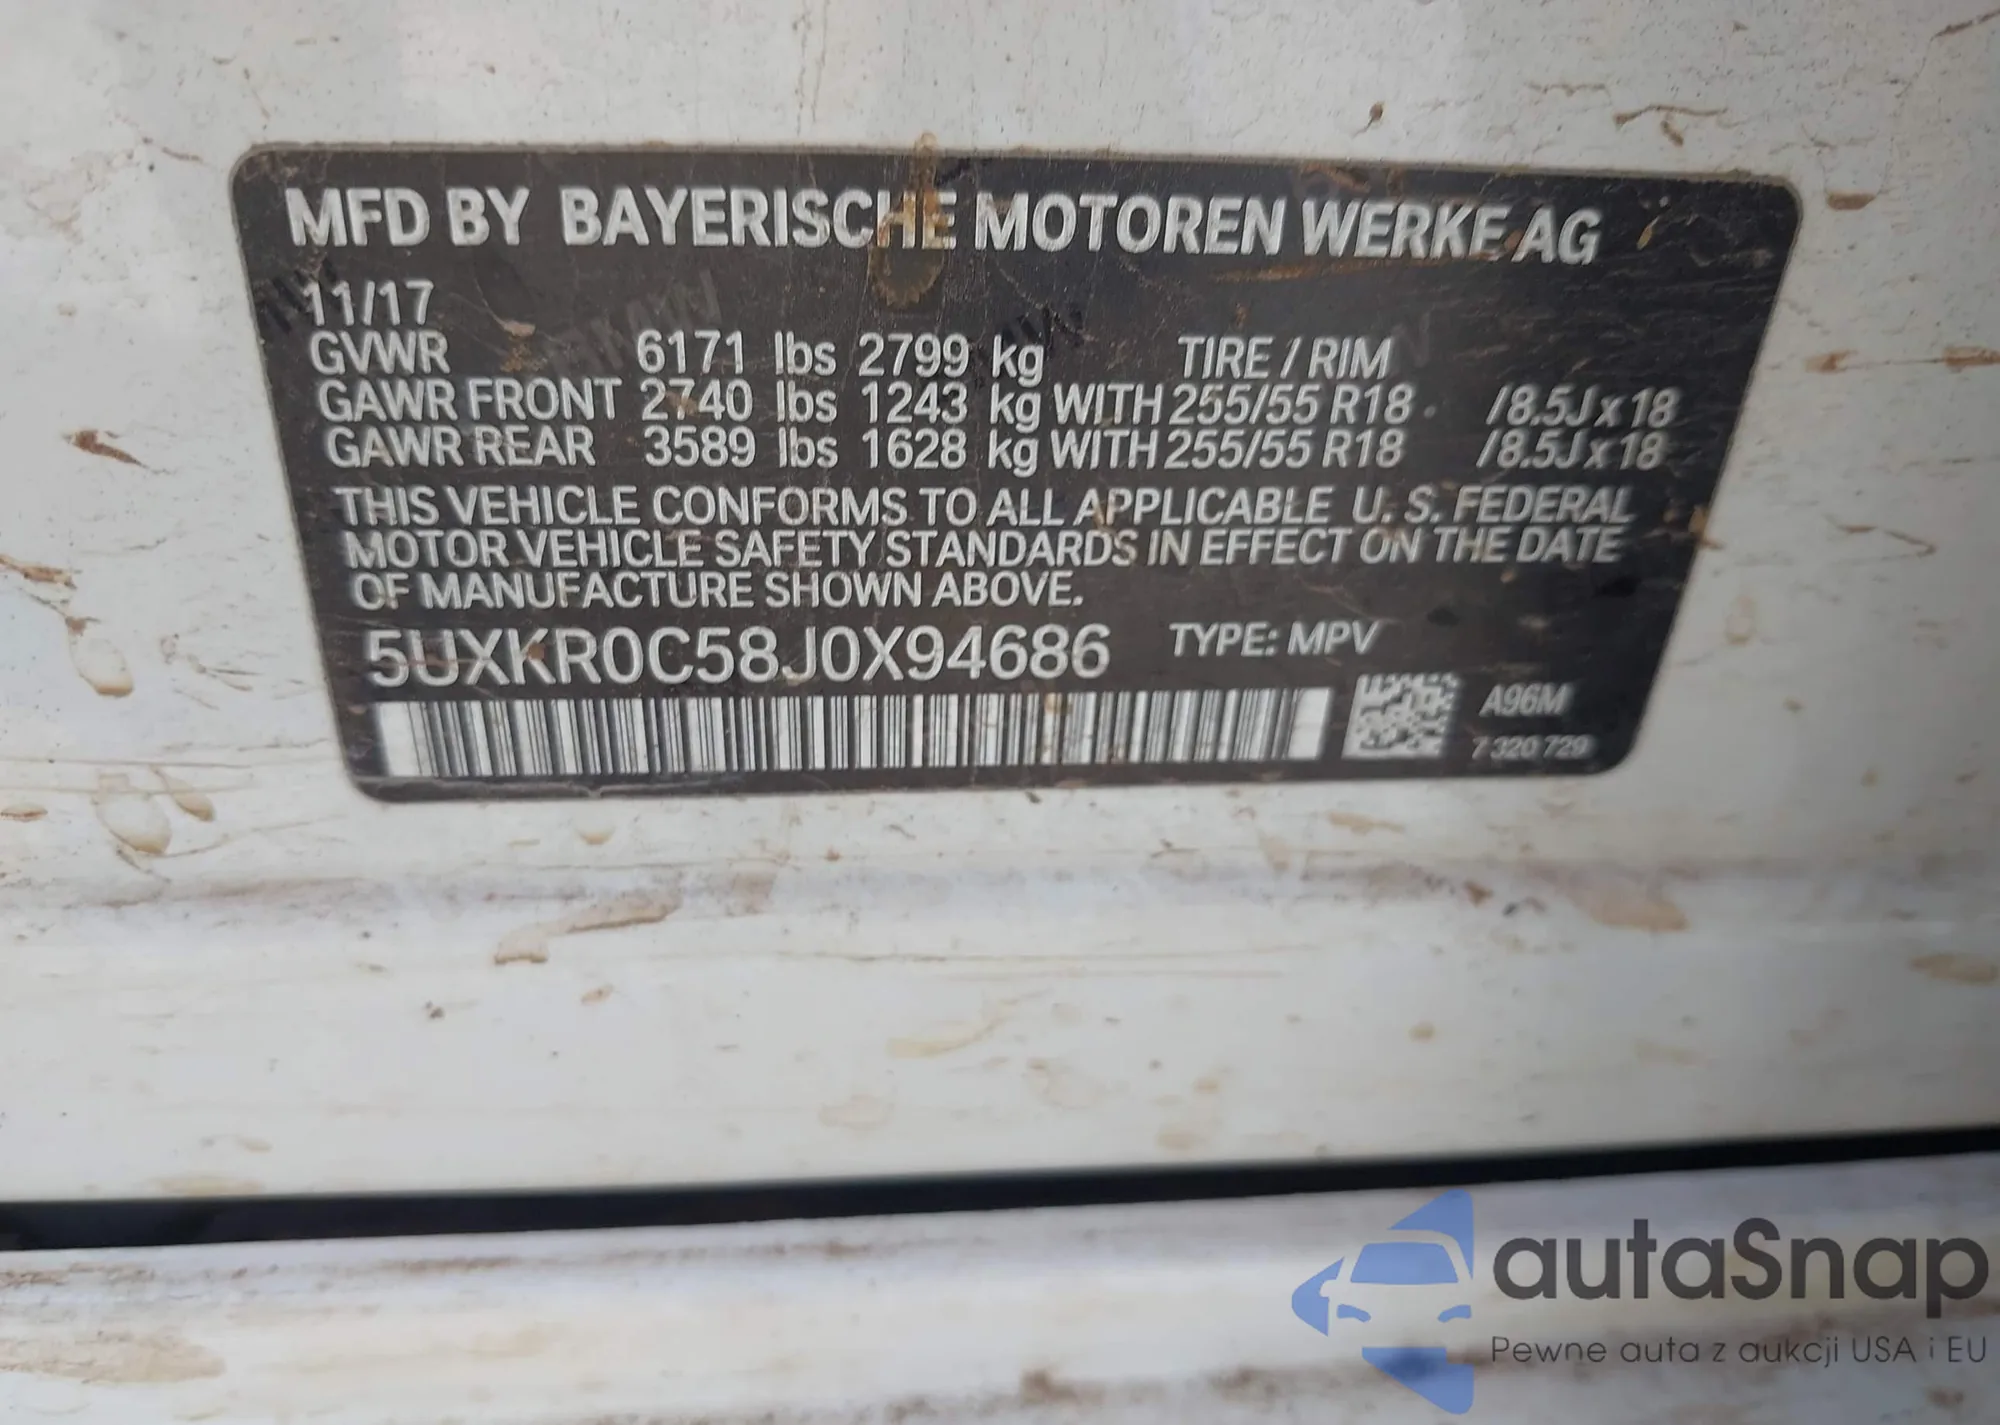 MFD BY BAYERISCHE MOTOREN WERKE AG
11/17
GVWR 6171 lbs 2799 kg TIRE / RIM
GAWR FRONT 2740 lbs 1243 kg WITH 255/55 R18 /8.5J x 18
GAWR REAR 3589 lbs 1628 kg WITH 255/55 R18 /8.5J x 18
THIS VEHICLE CONFORMS TO ALL APPLICABLE U. S. FEDERAL
MOTOR VEHICLE SAFETY STANDARDS IN EFFECT ON THE DATE
OF MANUFACTURE SHOWN ABOVE.
5UXKR0C58J0X94686 TYPE: MPV
A96M
7 320 729
autaSnap
Pewne auta z aukcji USA i EU